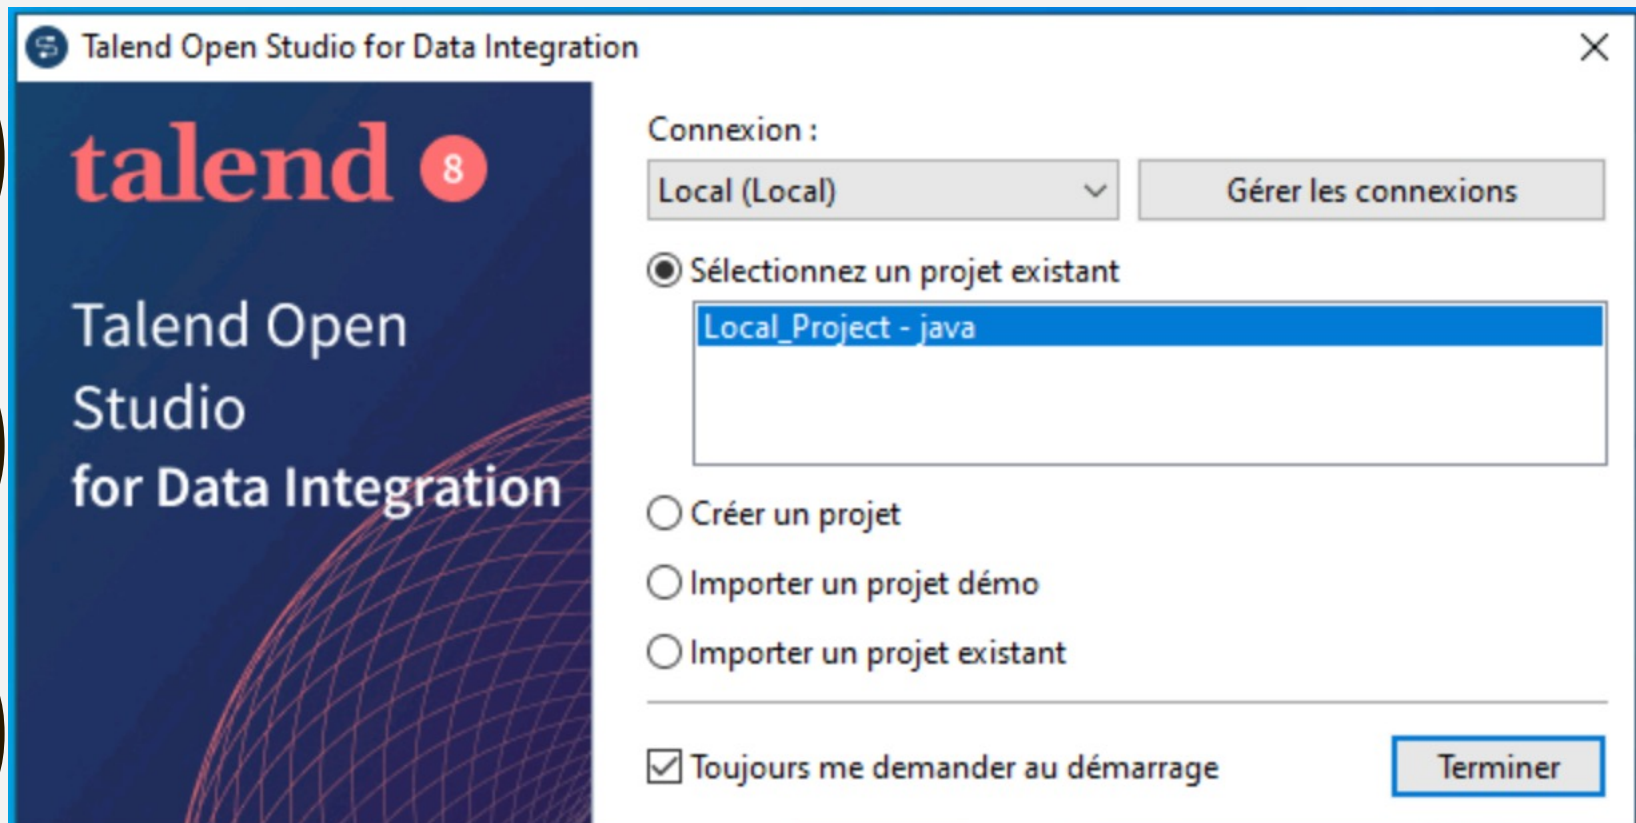 Talend Open Studio for Data Integration
talend 8
Talend Open
Studio
for Data Integration
Connexion :
Local (Local)
Gérer les connexions
Sélectionnez un projet existant
Local_Project - java
Créer un projet
Importer un projet démo
Importer un projet existant
Toujours me demander au démarrage
Terminer